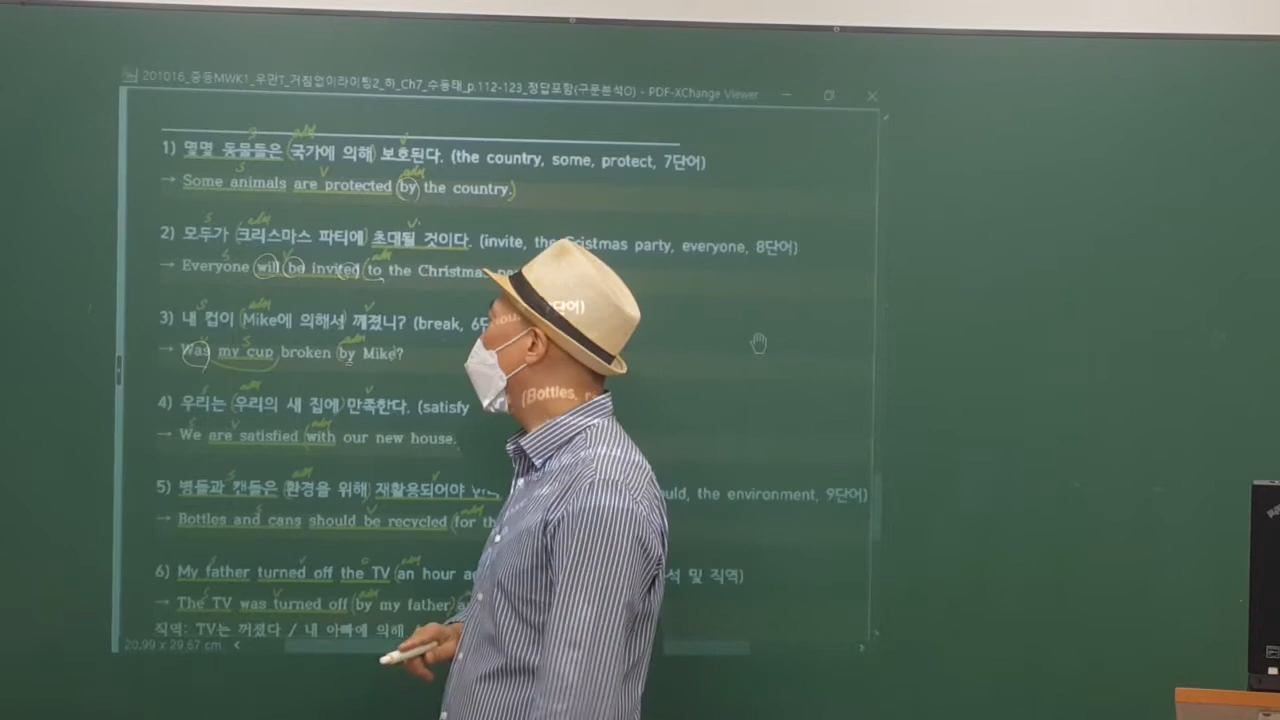 201016_중등MWK1_우만T_거침없이라이팅2_하_Ch7_수동태_p.112-123_정답포함(구문분석O) - PDF-XChange Viewer
1) 몇몇 동물들은 (국가에 의해) 보호된다. (the country, some, protect, 7단어)
→ Some animals are protected (by the country.)
2) 모두가 (크리스마스 파티에) 초대될 것이다. (invite, the Christmas party, everyone, 8단어)
→ Everyone will be invited to the Christmas
3) 내 컵이 (Mike에 의해서) 깨졌니? (break, 6단어)
→ Was my cup broken (by Mike)?
4) 우리는 (우리의 새 집에) 만족한다. (satisfy
→ We are satisfied (with our new house.
5) 병들과 캔들은 (환경을 위해) 재활용되어야 (Bottles, should, the environment, 9단어)
→ Bottles and cans should be recycled (for
6) My father turned off the TV (an hour 석 및 직역)
→ The TV was turned off (by my father)
직역: TV는 꺼졌다 / 내 아빠에 의해
20.99 x 29.67 cm